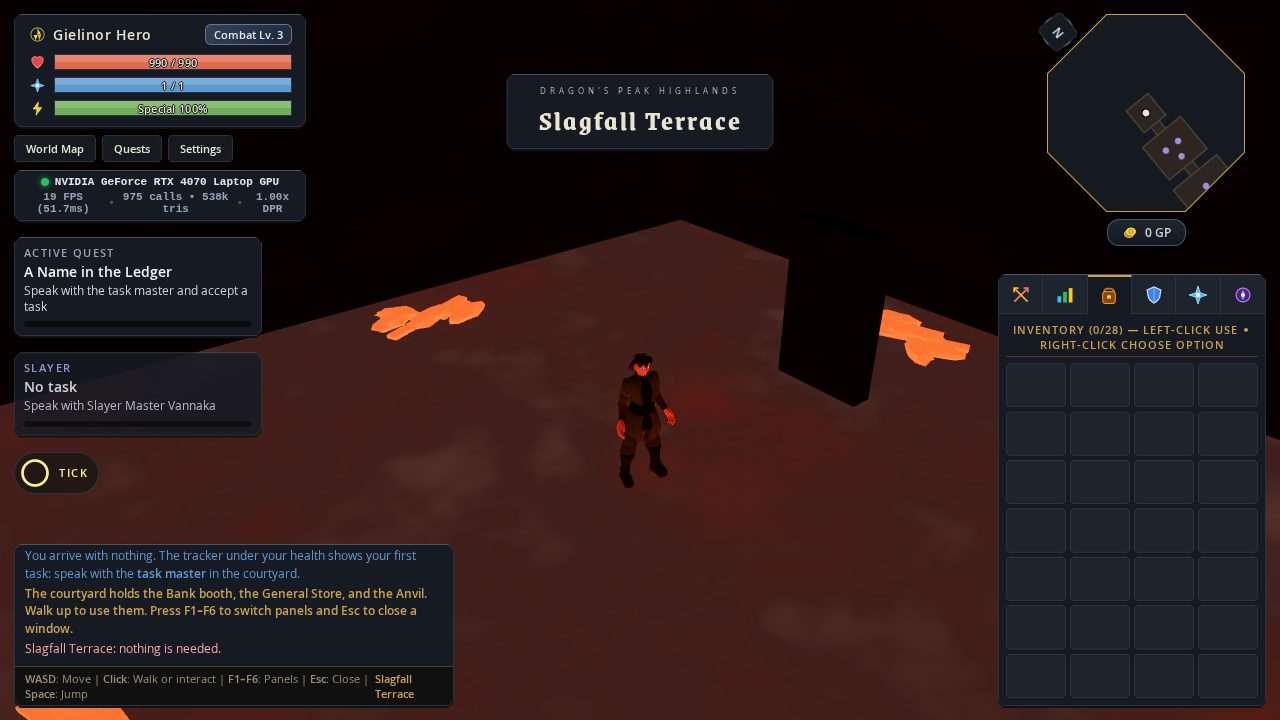 Gielinor Hero
Combat Lv. 3
990 / 990
1 / 1
Special 100%
World Map
Quests
Settings
NVIDIA GeForce RTX 4070 Laptop GPU
19 FPS (51.7ms) • 975 calls • 538k tris • 1.00x DPR
ACTIVE QUEST
A Name in the Ledger
Speak with the task master and accept a
task
SLAYER
No task
Speak with Slayer Master Vannaka
TICK
You arrive with nothing. The tracker under your health shows your first
task: speak with the task master in the courtyard.
The courtyard holds the Bank booth, the General Store, and the Anvil.
Walk up to use them. Press F1–F6 to switch panels and Esc to close a
window.
Slagfall Terrace: nothing is needed.
WASD: Move | Click: Walk or interact | F1–F6: Panels | Esc: Close |
Space: Jump
Slagfall
Terrace
DRAGON'S PEAK HIGHLANDS
Slagfall Terrace
N
0 GP
INVENTORY (0/28) — LEFT-CLICK USE •
RIGHT-CLICK CHOOSE OPTION